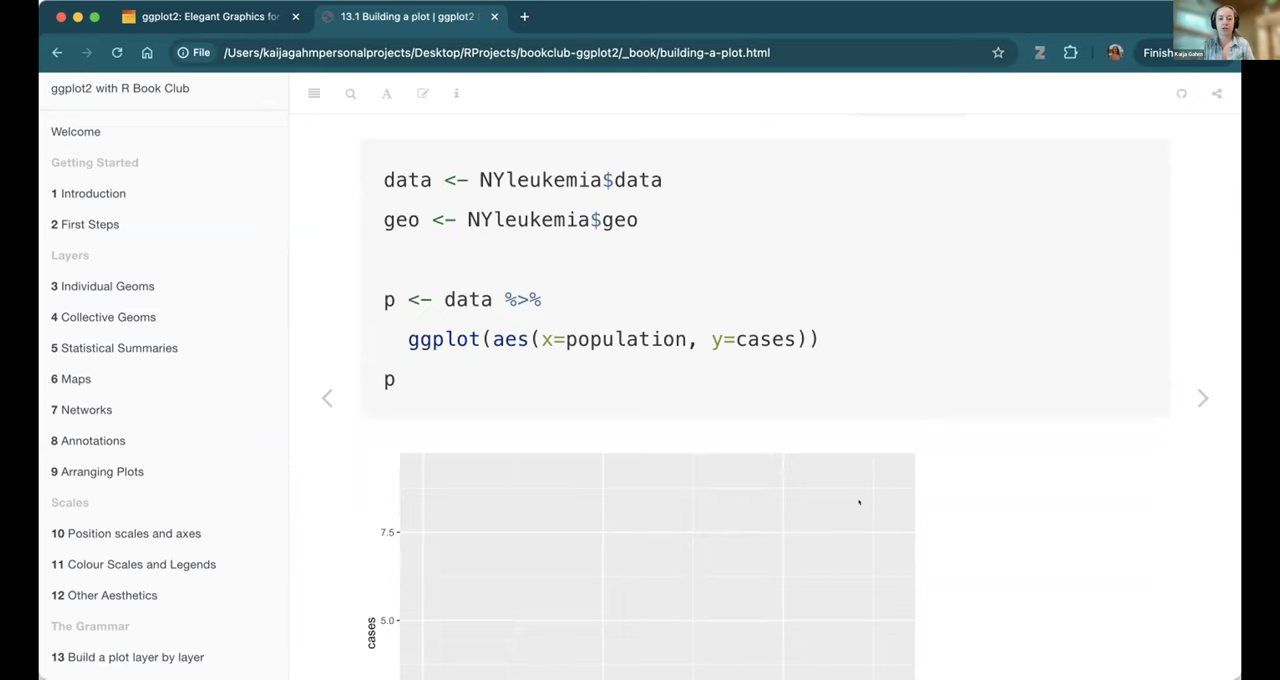 ggplot2: Elegant Graphics for
13.1 Building a plot | ggplot2
File
/Users/kaijagahmpersonalprojects/Desktop/RProjects/bookclub-ggplot2/_book/building-a-plot.html
Finish
Kaija Gahm
ggplot2 with R Book Club
Welcome
Getting Started
1 Introduction
2 First Steps
Layers
3 Individual Geoms
4 Collective Geoms
5 Statistical Summaries
6 Maps
7 Networks
8 Annotations
9 Arranging Plots
Scales
10 Position scales and axes
11 Colour Scales and Legends
12 Other Aesthetics
The Grammar
13 Build a plot layer by layer
data <- NYleukemia$data
geo <- NYleukemia$geo
p <- data %>%
ggplot(aes(x=population, y=cases))
p
7.5
5.0
cases